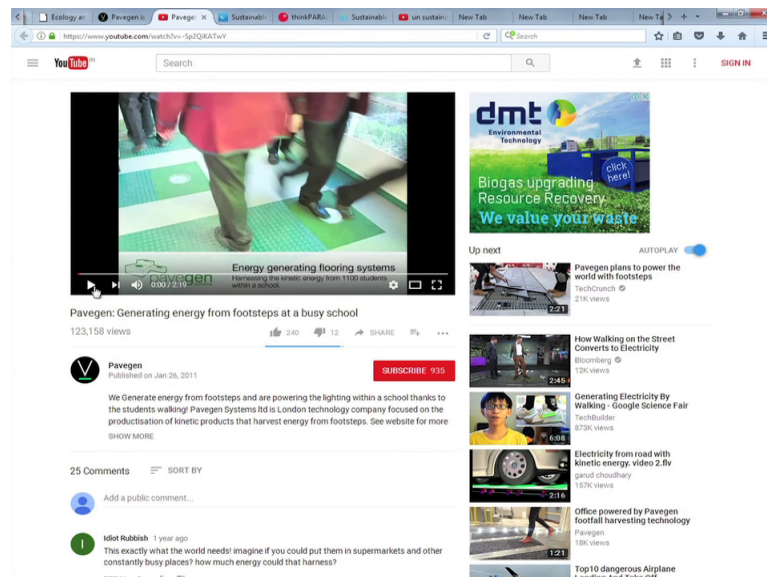 Ecology an
Pavegen is
Pavege
Sustainabl
thinkPARA
Sustainabl
un sustaine
New Tab
New Tab
New Tab
New Ta
https://www.youtube.com/watch?v=-5p2QiKATwY
Search
YouTube IN
Search
SIGN IN
pavegen
Energy generating flooring systems
Harnessing the kinetic energy from 1100 students
within a school.
0:00 / 2:19
Pavegen: Generating energy from footsteps at a busy school
123,158 views
240
12
SHARE
Pavegen
Published on Jan 26, 2011
SUBSCRIBE 935
We Generate energy from footsteps and are powering the lighting within a school thanks to
the students walking! Pavegen Systems ltd is London technology company focused on the
productisation of kinetic products that harvest energy from footsteps. See website for more
SHOW MORE
25 Comments
SORT BY
Add a public comment...
I
Idiot Rubbish 1 year ago
This exactly what the world needs! imagine if you could put them in supermarkets and other
constantly busy places? how much energy could that harness?
dmt
Environmental
Technology
click
here!
Biogas upgrading
Resource Recovery
We value your waste
Up next
AUTOPLAY
Pavegen plans to power the
world with footsteps
TechCrunch
21K views
2:21
How Walking on the Street
Converts to Electricity
Bloomberg
12K views
2:45
Generating Electricity By
Walking - Google Science Fair
TechBuilder
873K views
6:08
Electricity from road with
kinetic energy. video 2.flv
garud choudhary
157K views
2:16
Office powered by Pavegen
footfall harvesting technology
Pavegen
18K views
1:21
Top10 dangerous Airplane
Landing And Take Off